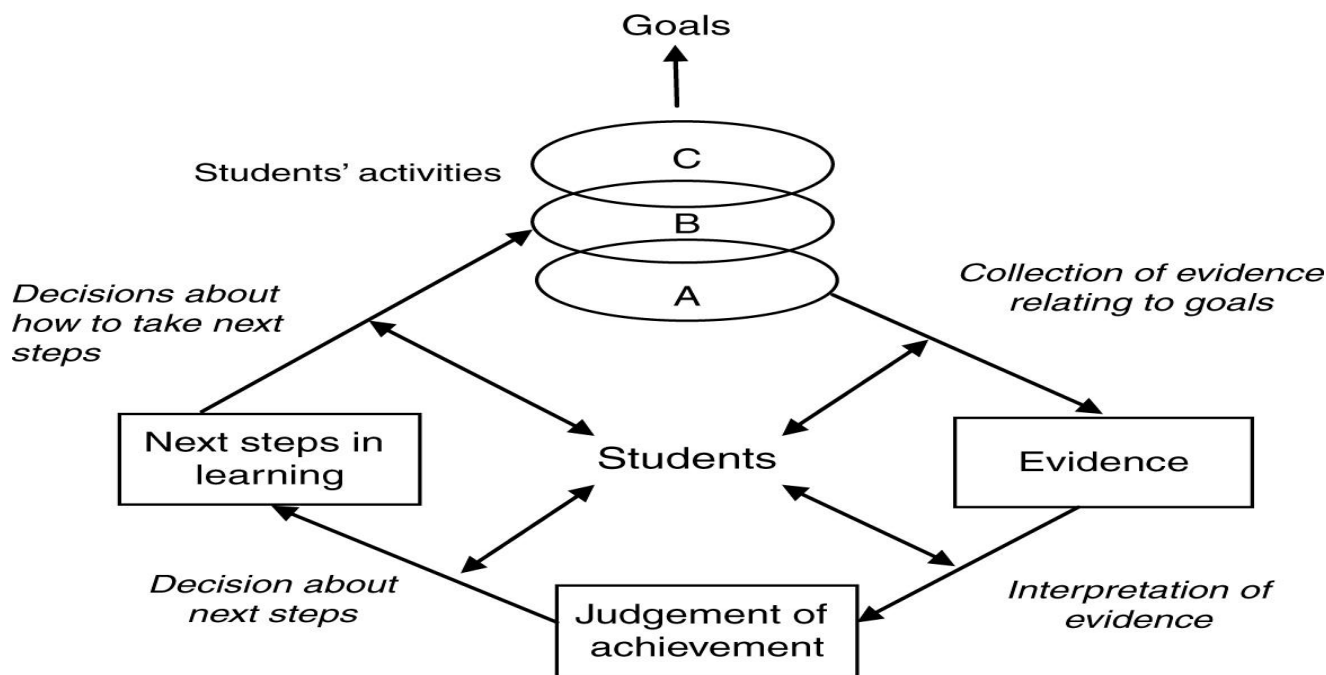 Goals
C
Students’ activities
B
A
Collection of evidence
relating to goals
Decisions about
how to take next
steps
Next steps in
learning
Students
Evidence
Decision about
next steps
Judgement of
achievement
Interpretation of
evidence